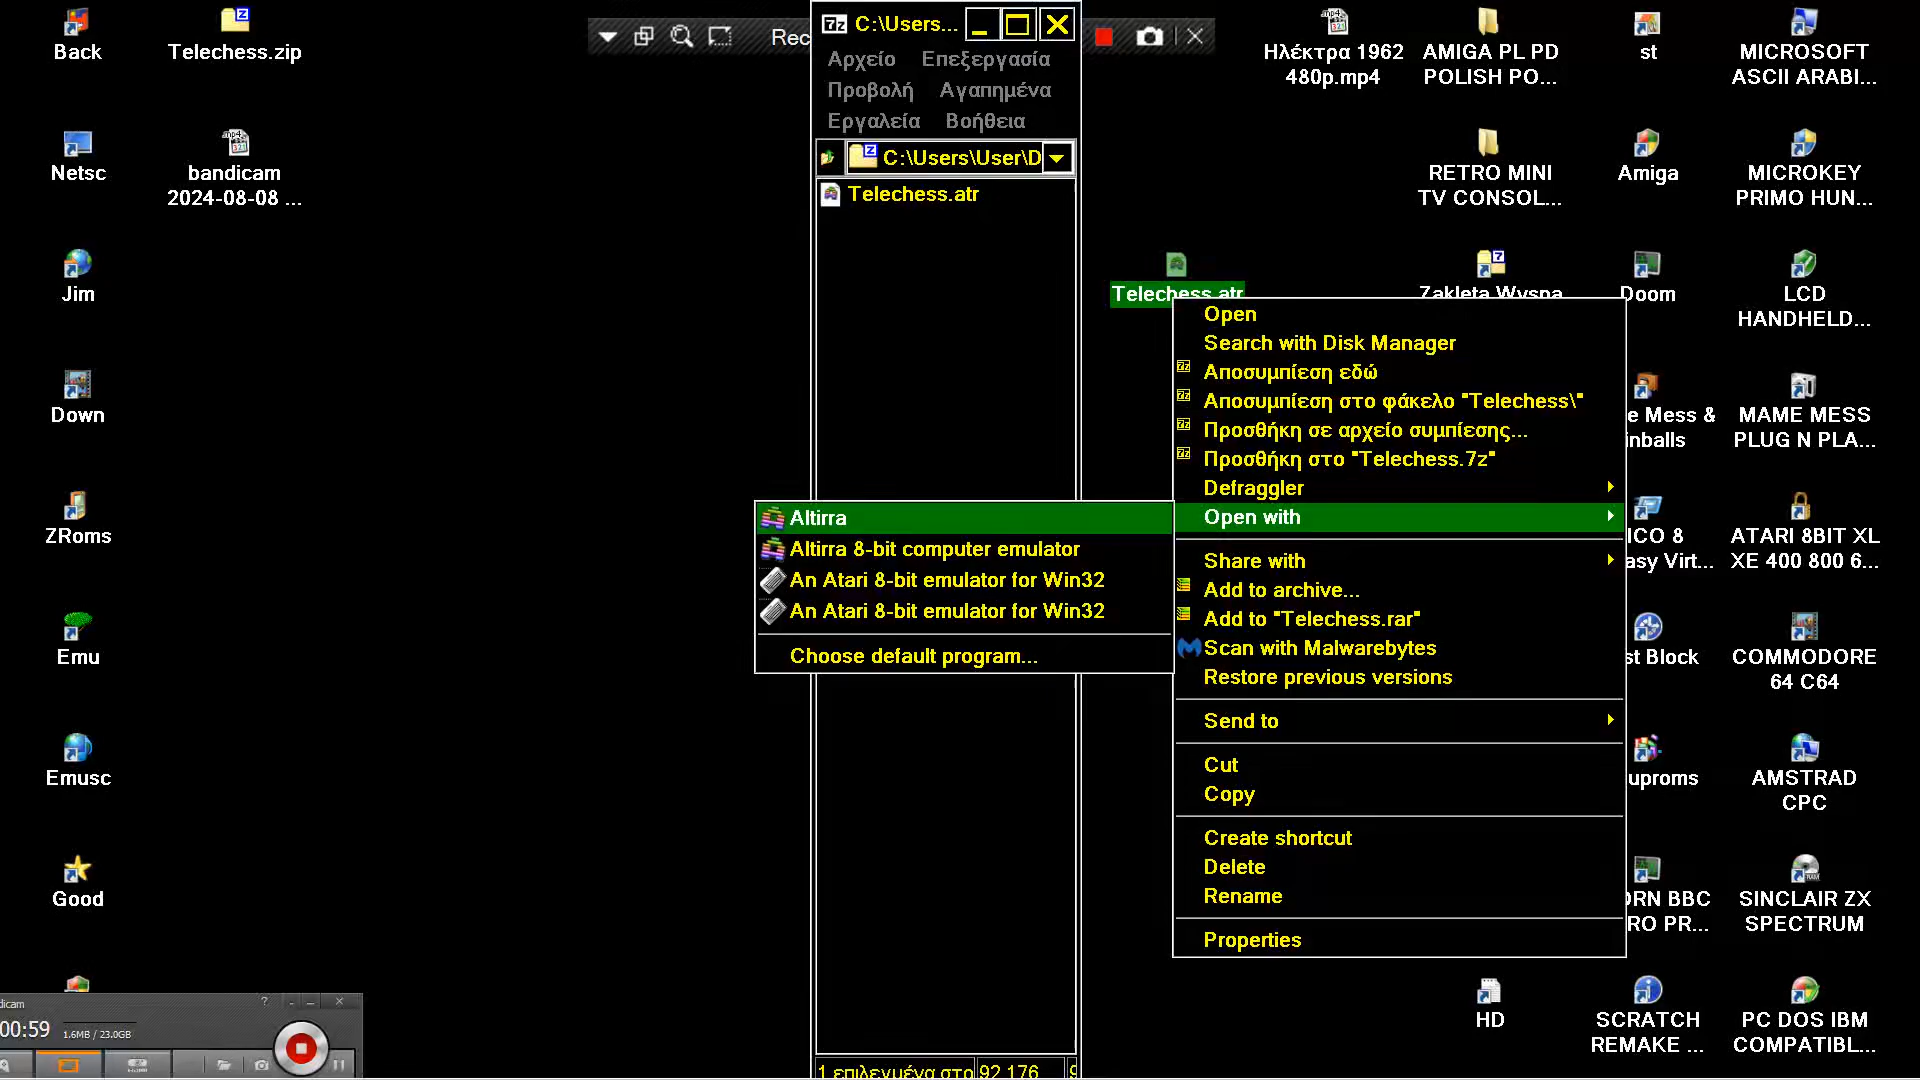 Back
Telechess.zip
Netsc
bandicam
2024-08-08 ...
Jim
Down
ZRoms
Emu
Emusc
Good
dicam
00:59
1.6MB / 23.0GB
Rec
C:\Users...
Αρχείο Επεξεργασία
Προβολή Αγαπημένα
Εργαλεία Βοήθεια
C:\Users\User\D
Telechess.atr
1 επιλεγμένα στο
92 176
Telechess.atr
Open
Search with Disk Manager
Αποσυμπίεση εδώ
Αποσυμπίεση στο φάκελο "Telechess\"
Προσθήκη σε αρχείο συμπίεσης...
Προσθήκη στο "Telechess.7z"
Defraggler
Open with
Share with
Add to archive...
Add to "Telechess.rar"
Scan with Malwarebytes
Restore previous versions
Send to
Cut
Copy
Create shortcut
Delete
Rename
Properties
Altirra
Altirra 8-bit computer emulator
An Atari 8-bit emulator for Win32
An Atari 8-bit emulator for Win32
Choose default program...
Ηλέκτρα 1962
480p.mp4
AMIGA PL PD
POLISH PO...
st
MICROSOFT
ASCII ARABI...
RETRO MINI
TV CONSOL...
Amiga
MICROKEY
PRIMO HUN...
Zakleta Wyspa
Doom
LCD
HANDHELD...
e Mess &
inballs
MAME MESS
PLUG N PLA...
ICO 8
asy Virt...
ATARI 8BIT XL
XE 400 800 6...
st Block
COMMODORE
64 C64
uproms
AMSTRAD
CPC
ORN BBC
RO PR...
SINCLAIR ZX
SPECTRUM
HD
SCRATCH
REMAKE ...
PC DOS IBM
COMPATIBL...